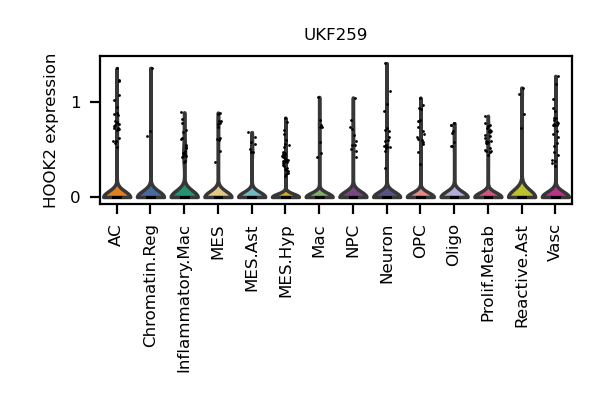 UKF259
HOOK2 expression
1
0
AC
Chromatin.Reg
Inflammatory.Mac
MES
MES.Ast
MES.Hyp
Mac
NPC
Neuron
OPC
Oligo
Prolif.Metab
Reactive.Ast
Vasc